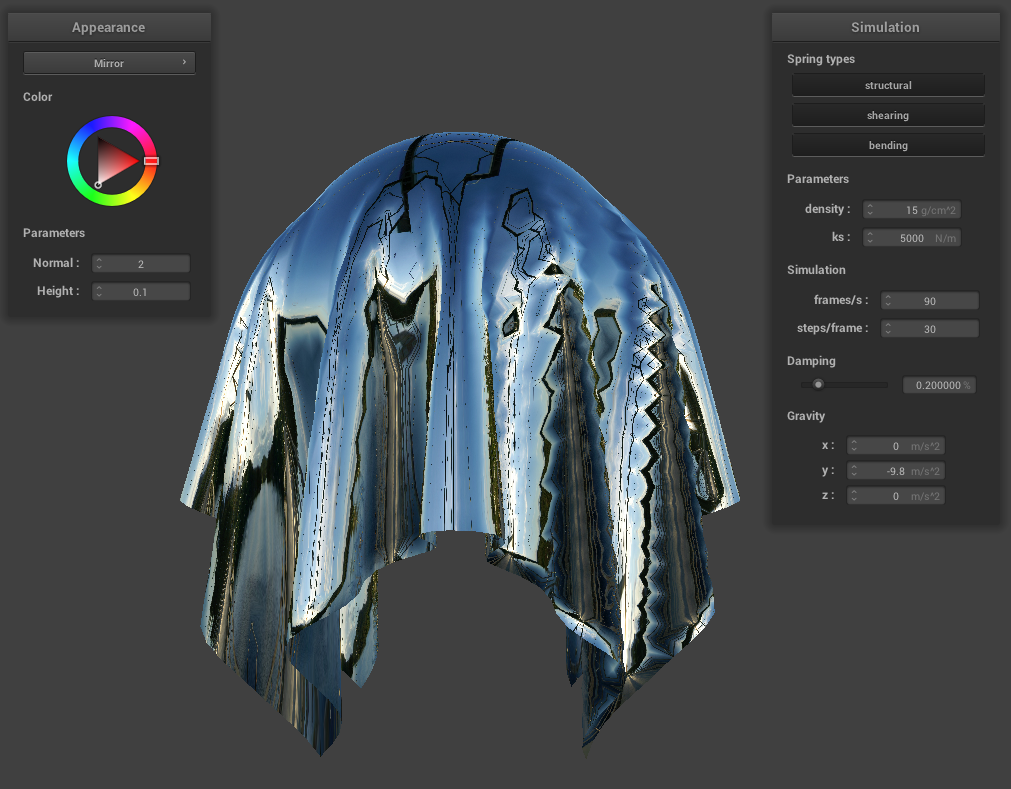 Appearance
Mirror
Color
Parameters
Normal : 2
Height : 0.1
Simulation
Spring types
structural
shearing
bending
Parameters
density : 15 g/cm^2
ks : 5000 N/m
Simulation
frames/s : 90
steps/frame : 30
Damping
0.200000 %
Gravity
x : 0 m/s^2
y : -9.8 m/s^2
z : 0 m/s^2